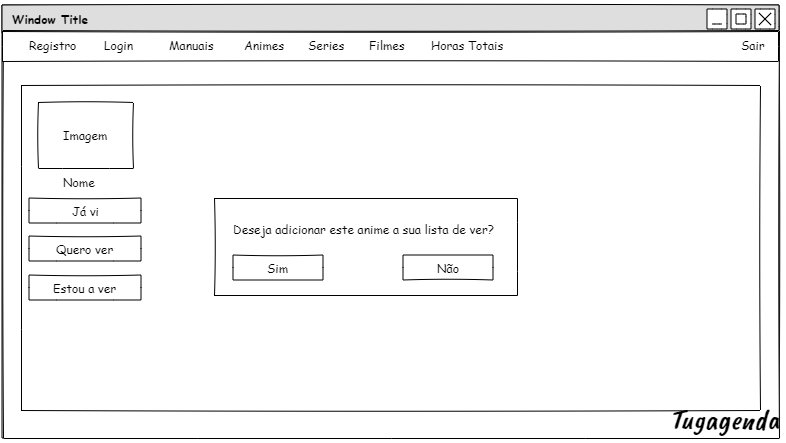 Window Title
Registro Login Manuais Animes Series Filmes Horas Totais Sair
Imagem
Nome
Já vi
Quero ver
Estou a ver
Deseja adicionar este anime a sua lista de ver?
Sim Não
Tugagenda